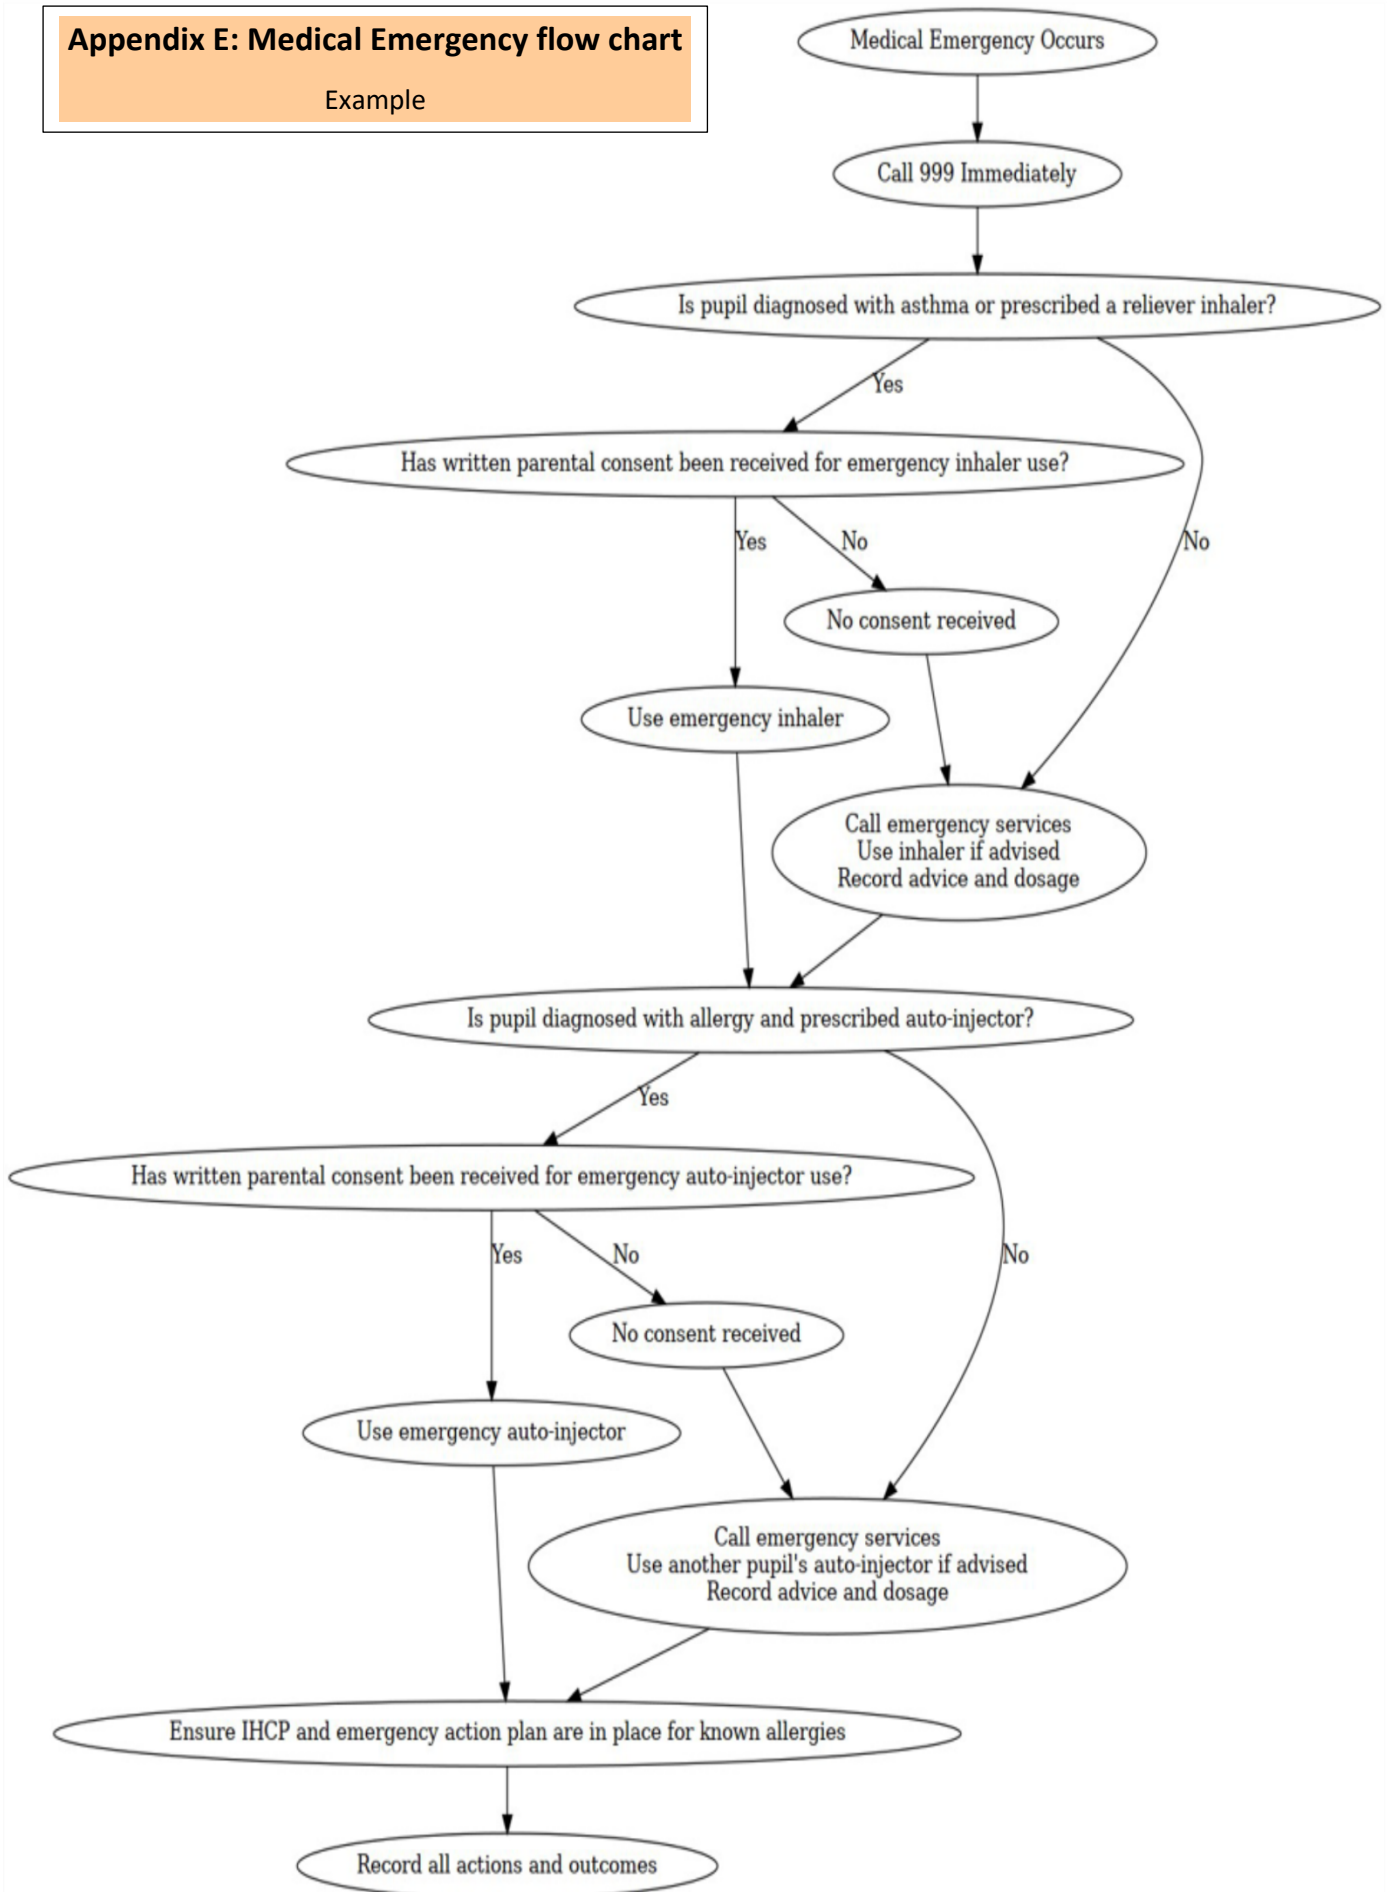 Appendix E: Medical Emergency flow chart
Example
Medical Emergency Occurs
Call 999 Immediately
Is pupil diagnosed with asthma or prescribed a reliever inhaler?
Yes
Has written parental consent been received for emergency inhaler use?
Yes
No
No
No consent received
Use emergency inhaler
Call emergency services
Use inhaler if advised
Record advice and dosage
Is pupil diagnosed with allergy and prescribed auto-injector?
Yes
Has written parental consent been received for emergency auto-injector use?
Yes
No
No
No consent received
Use emergency auto-injector
Call emergency services
Use another pupil's auto-injector if advised
Record advice and dosage
Ensure IHCP and emergency action plan are in place for known allergies
Record all actions and outcomes